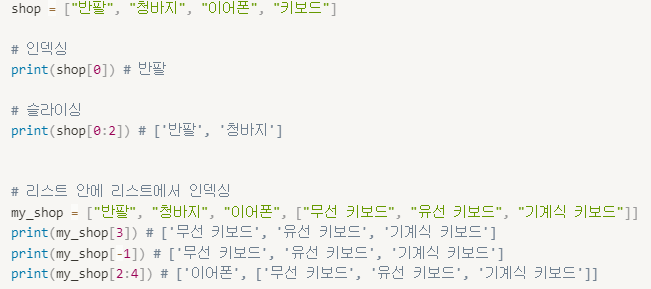 shop = ["반팔", "청바지", "이어폰", "키보드"]
# 인덱싱
print(shop[0]) # 반팔
# 슬라이싱
print(shop[0:2]) # ['반팔', '청바지']
# 리스트 안에 리스트에서 인덱싱
my_shop = ["반팔", "청바지", "이어폰", ["무선 키보드", "유선 키보드", "기계식 키보드"]]
print(my_shop[3]) # ['무선 키보드', '유선 키보드', '기계식 키보드']
print(my_shop[-1]) # ['무선 키보드', '유선 키보드', '기계식 키보드']
print(my_shop[2:4]) # ['이어폰', ['무선 키보드', '유선 키보드', '기계식 키보드']]